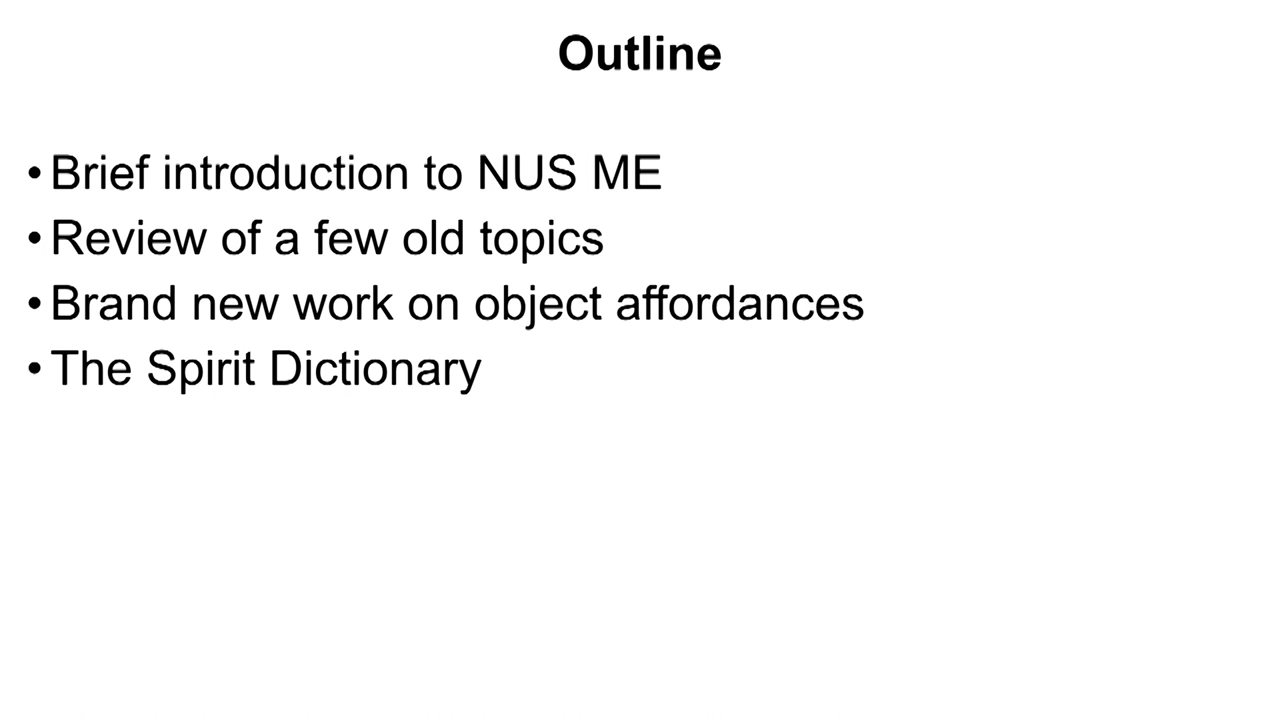 Outline
• Brief introduction to NUS ME
• Review of a few old topics
• Brand new work on object affordances
• The Spirit Dictionary